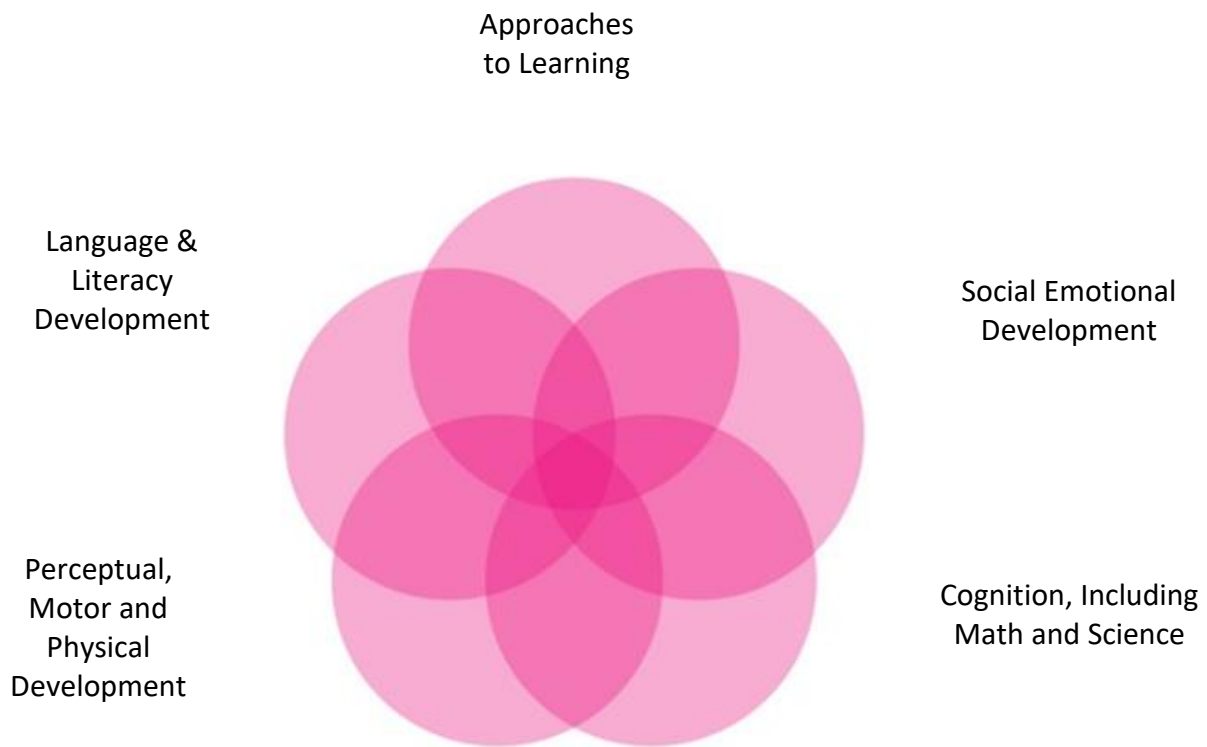 Approaches
to Learning
Language &
Literacy
Development
Social Emotional
Development
Perceptual,
Motor and
Physical
Development
Cognition, Including
Math and Science